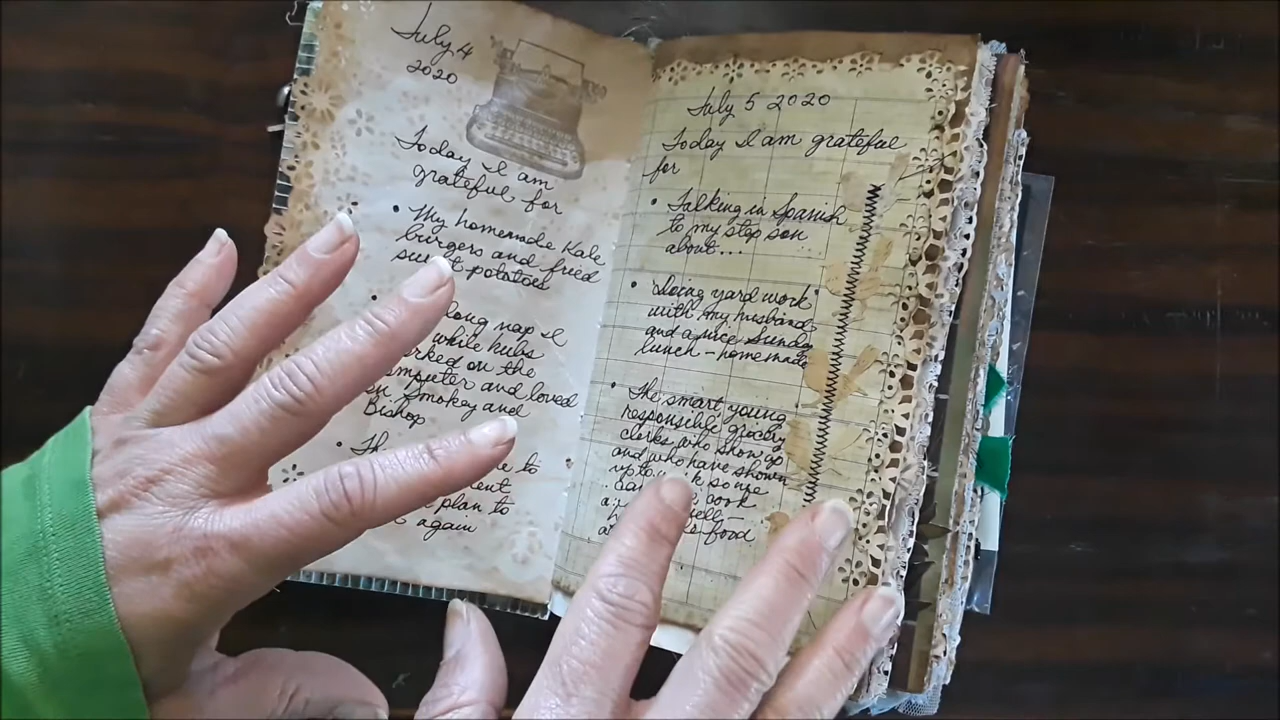 July 4
2020
Today I am
grateful for
• My homemade Kale
burgers and fried
sweet potatoes
long nap I
while hubs
on the
and loved
on Smokey and
Bishop
to
plan to
again
July 5 2020
Today I am grateful
for
• Talking in Spanish
to my step son
about...
• Doing yard work
with my husband
and a nice Sunday
lunch - homemade
• The smart young
responsible grocery
clerks who show up
and who have shown
up to some
cook
food